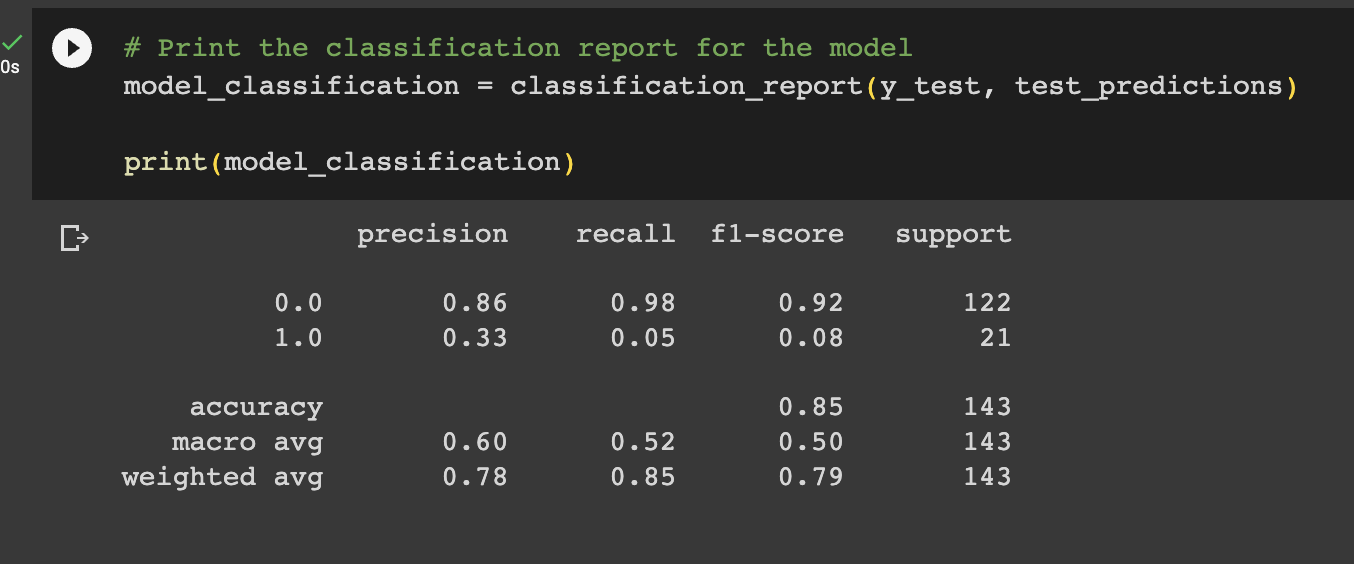 # Print the classification report for the model
0s
model_classification = classification_report(y_test, test_predictions)
print(model_classification)
precision recall f1-score support
0.0 0.86 0.98 0.92 122
1.0 0.33 0.05 0.08 21
accuracy 0.85 143
macro avg 0.60 0.52 0.50 143
weighted avg 0.78 0.85 0.79 143